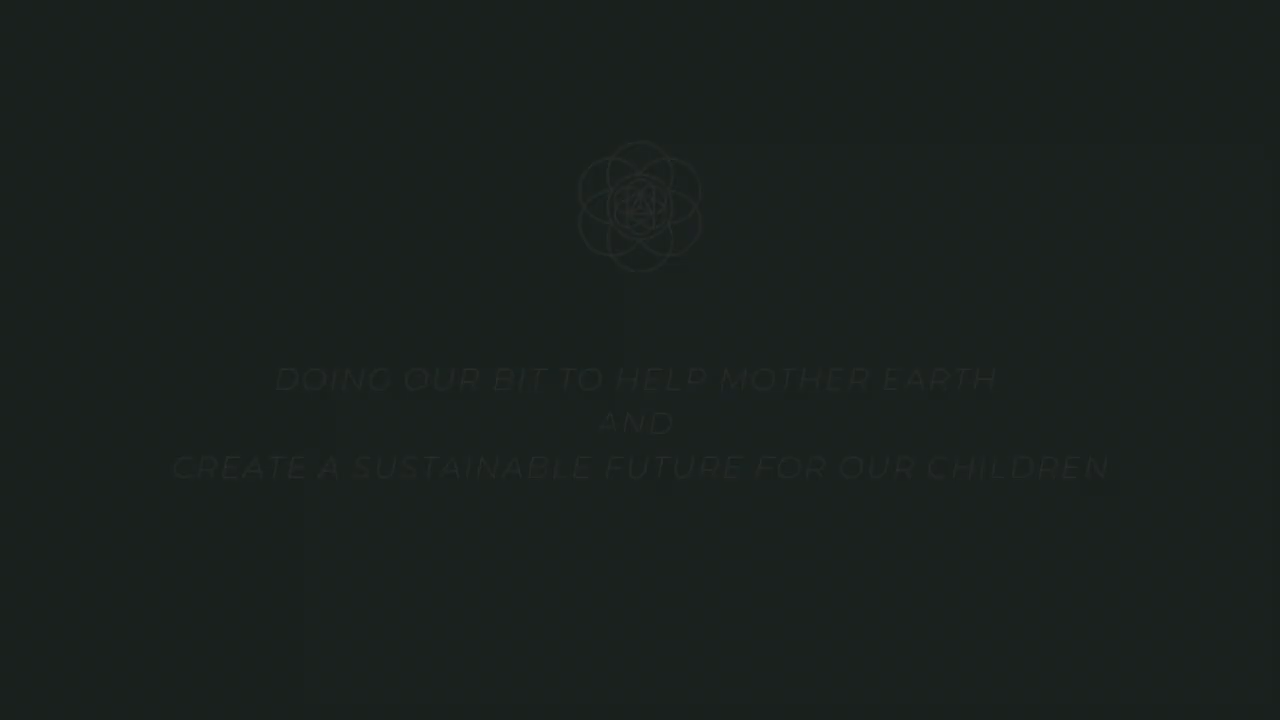 DOING OUR BIT TO HELP MOTHER EARTH
AND
CREATE A SUSTAINABLE FUTURE FOR OUR CHILDREN